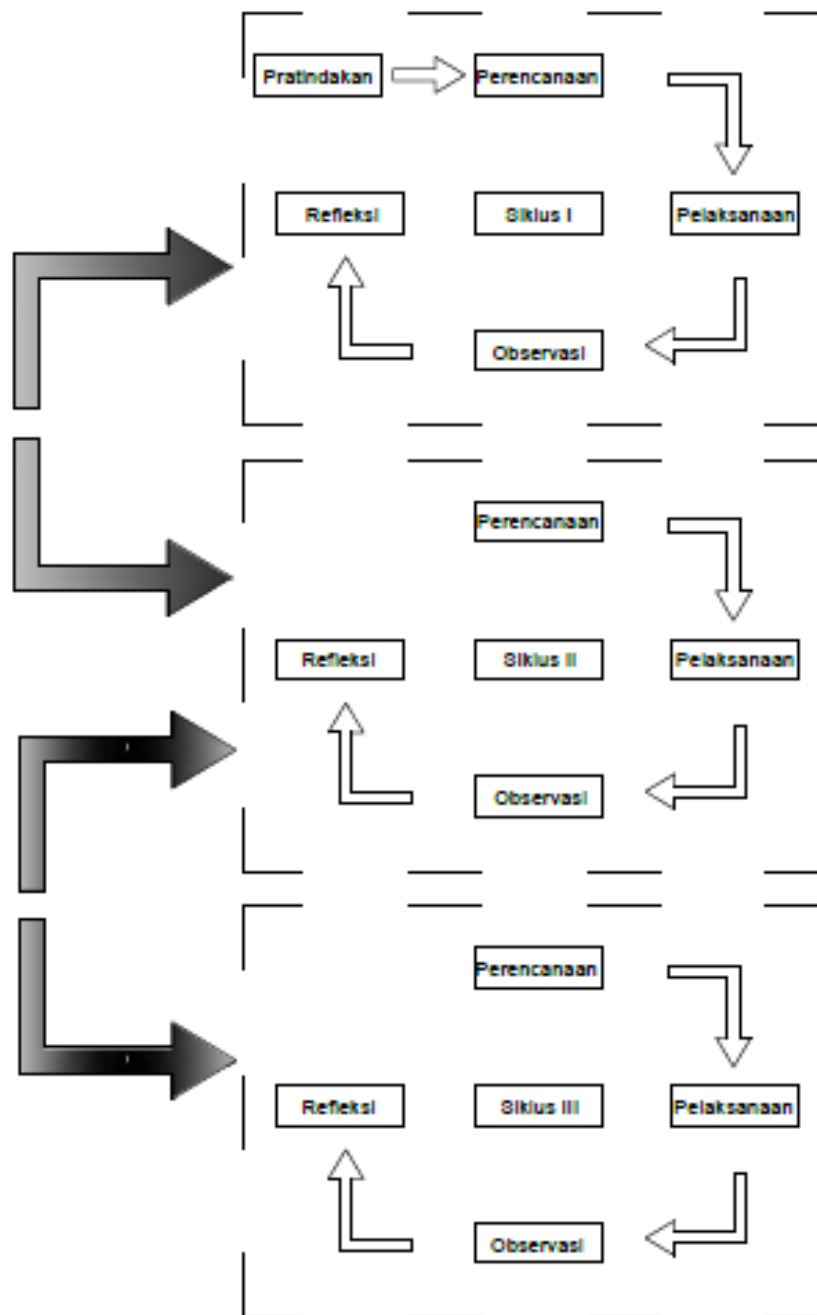 Pratindakan
Perencanaan
Refleksi
Siklus I
Pelaksanaan
Observasi
Perencanaan
Refleksi
Siklus II
Pelaksanaan
Observasi
Perencanaan
Refleksi
Siklus III
Pelaksanaan
Observasi